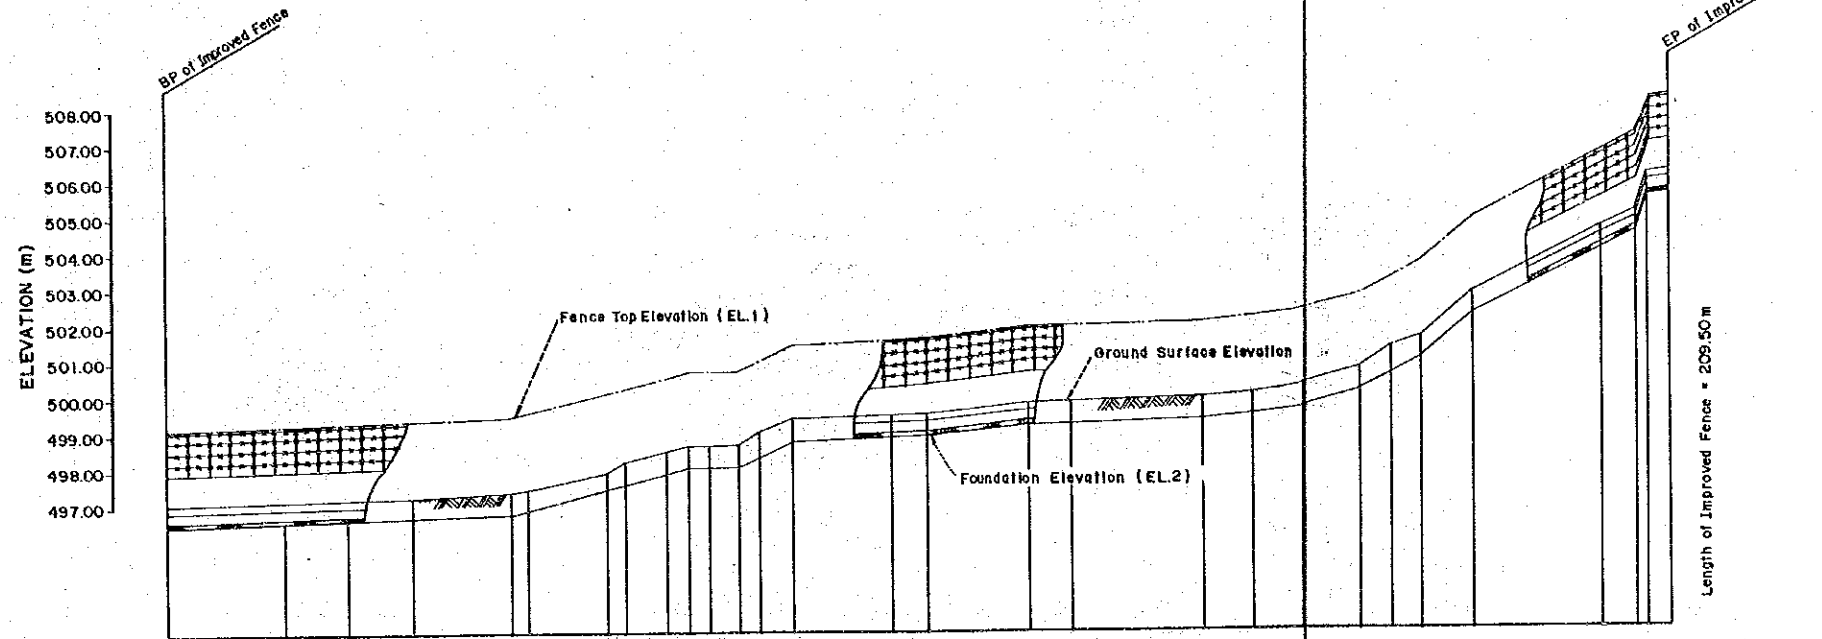 BP of Improved Fence
EP of
ELEVATION (m)
508.00
507.00
506.00
505.00
504.00
503.00
502.00
501.00
500.00
499.00
498.00
497.00
Fence Top Elevation (EL.1)
Ground Surface Elevation
Foundation Elevation (EL.2)
Length of Improved Fence = 209.50m